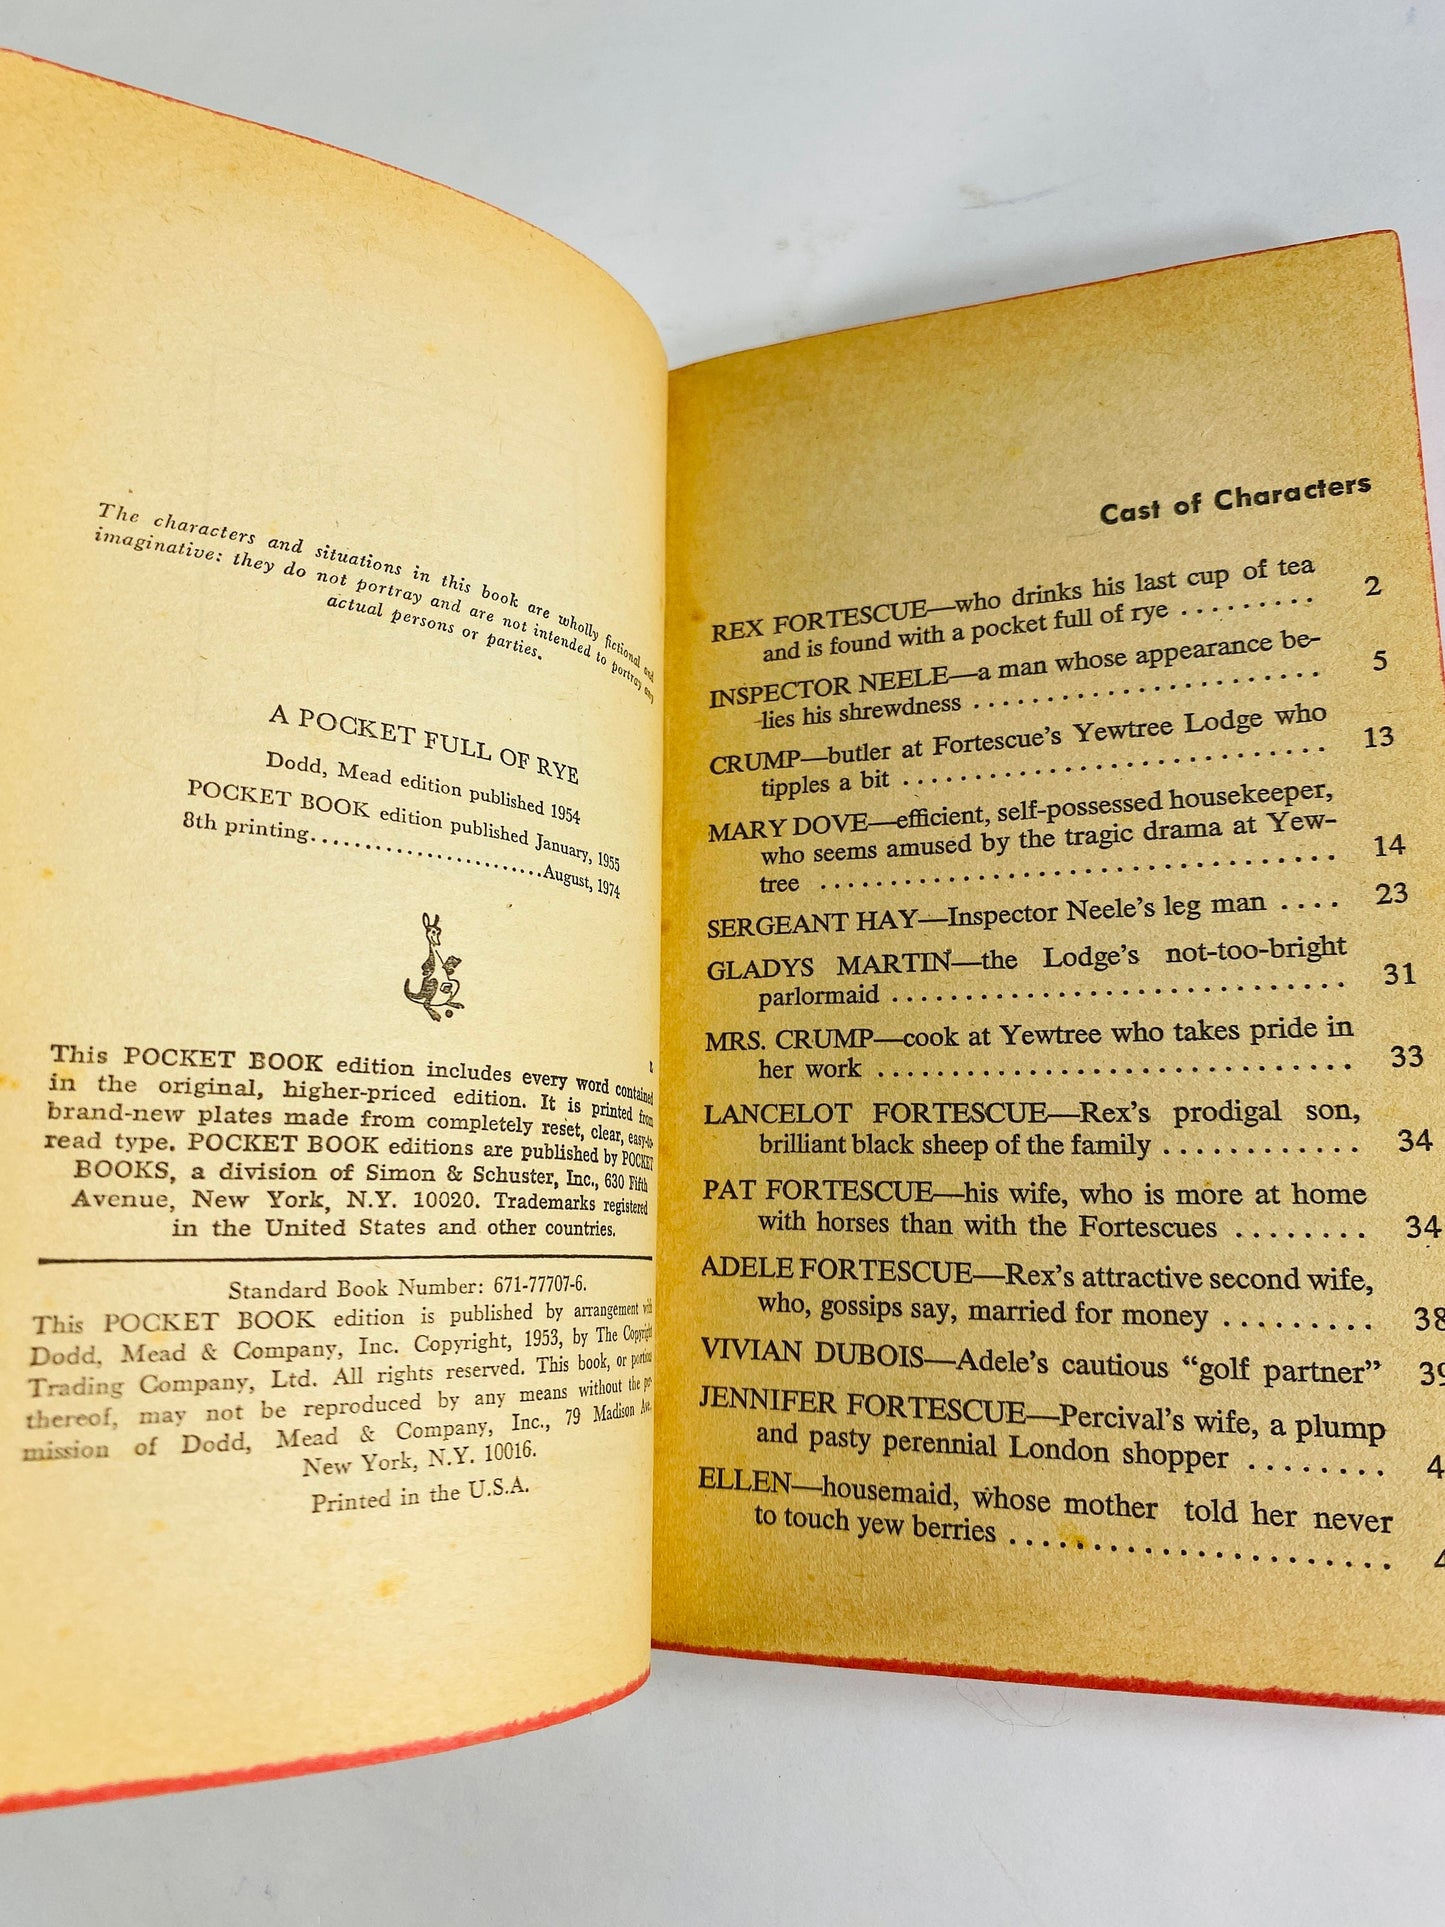 The characters and situations in this book are wholly fictional and
imaginative: they do not portray and are not intended to portray any
actual persons or parties.
A POCKET FULL OF RYE
Dodd, Mead edition published 1954
POCKET BOOK edition published January, 1955
8th printing.......................August, 1974
This POCKET BOOK edition includes every word contained
in the original, higher-priced edition. It is printed from
brand-new plates made from completely reset, clear, easy-to-
read type. POCKET BOOK editions are published by POCKET
BOOKS, a division of Simon & Schuster, Inc., 630 Fifth
Avenue, New York, N.Y. 10020. Trademarks registered
in the United States and other countries.
Standard Book Number: 671-77707-6.
This POCKET BOOK edition is published by arrangement with
Dodd, Mead & Company, Inc. Copyright, 1953, by The Copyright
Trading Company, Ltd. All rights reserved. This book, or portions
thereof, may not be reproduced by any means without the per-
mission of Dodd, Mead & Company, Inc., 79 Madison Ave.
New York, N.Y. 10016.
Printed in the U.S.A.
Cast of Characters
REX FORTESCUE—who drinks his last cup of tea
and is found with a pocket full of rye ......... 2
INSPECTOR NEELE—a man whose appearance be-
lies his shrewdness ....................... 5
CRUMP—butler at Fortescue's Yewtree Lodge who
tipples a bit ............................ 13
MARY DOVE—efficient, self-possessed housekeeper,
who seems amused by the tragic drama at Yew-
tree ................................. 14
SERGEANT HAY—Inspector Neele's leg man .... 23
GLADYS MARTIN—the Lodge's not-too-bright
parlormaid ............................. 31
MRS. CRUMP—cook at Yewtree who takes pride in
her work .............................. 33
LANCELOT FORTESCUE—Rex's prodigal son,
brilliant black sheep of the family ............ 34
PAT FORTESCUE—his wife, who is more at home
with horses than with the Fortescues ........ 34
ADELE FORTESCUE—Rex's attractive second wife,
who, gossips say, married for money ......... 38
VIVIAN DUBOIS—Adele's cautious "golf partner" 39
JENNIFER FORTESCUE—Percival's wife, a plump
and pasty perennial London shopper ........ 4
ELLEN—housemaid, whose mother told her never
to touch yew berries ....................... 4